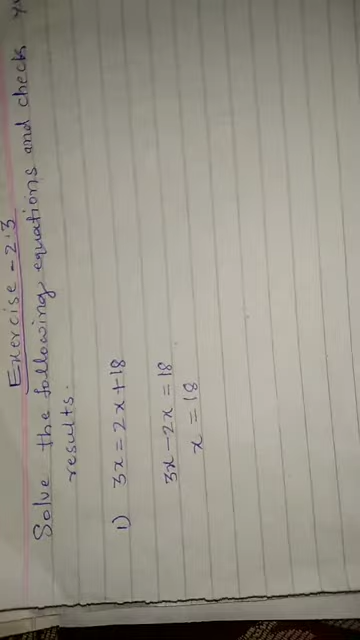 Exercise - 2.3
Solve the following equations and check
results.
1) 3x = 2x + 18
3x - 2x = 18
x = 18